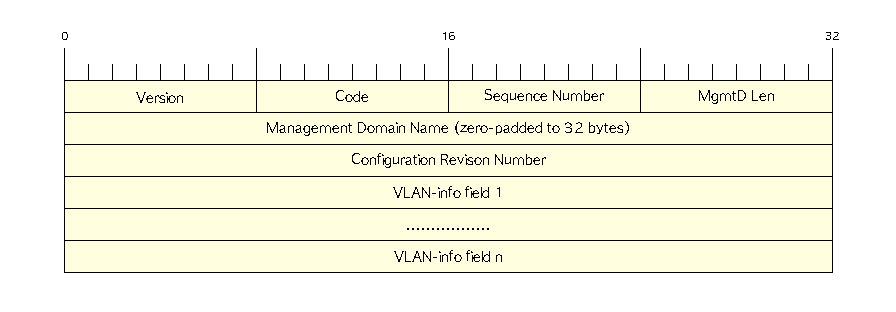 0 16 32
Version Code Sequence Number MgmtD Len
Management Domain Name (zero-padded to 32 bytes)
Configuration Revison Number
VLAN-info field 1
.................
VLAN-info field n